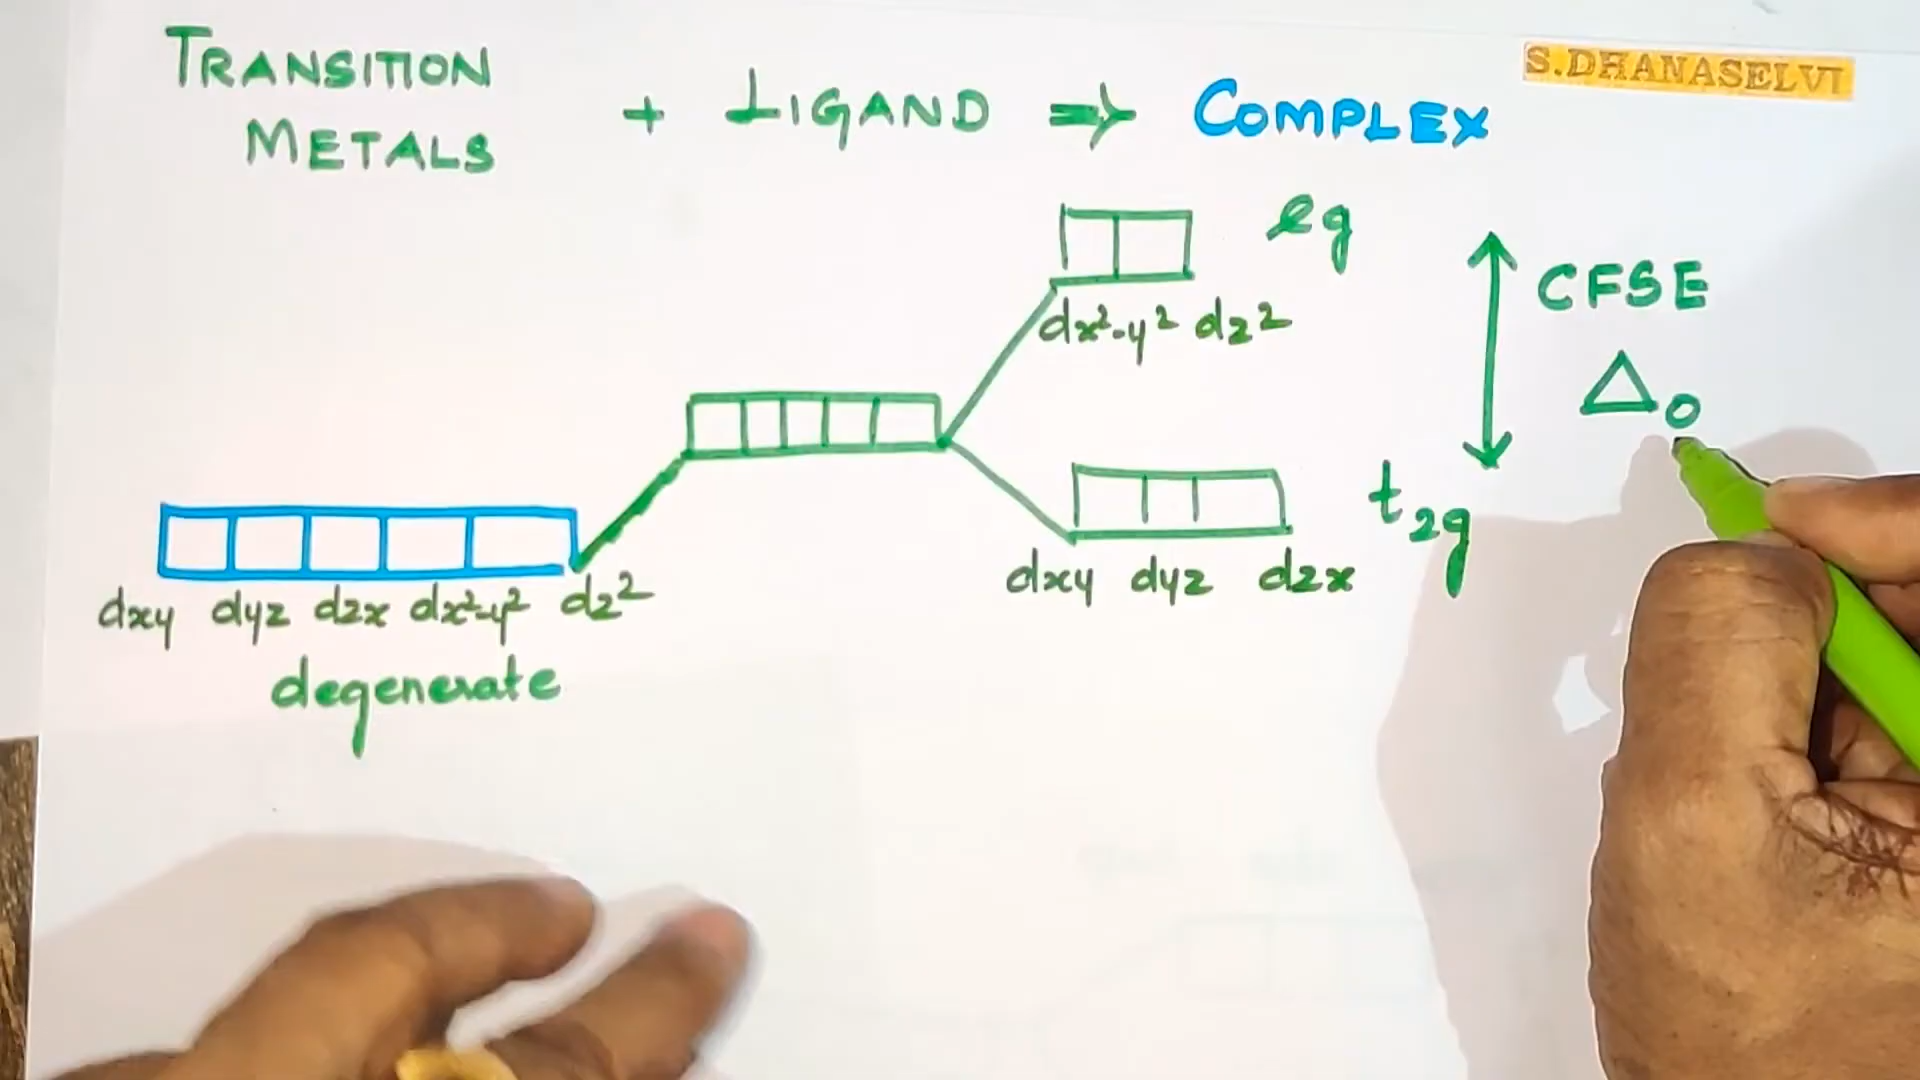 S.DHANASELVI
TRANSITION METALS + LIGAND ⇒ COMPLEX
eg
CFSE
dx²-y² dz²
Δo
t2g
dxy dyz dzx
dxy dyz dzx dx²-y² dz²
degenerate